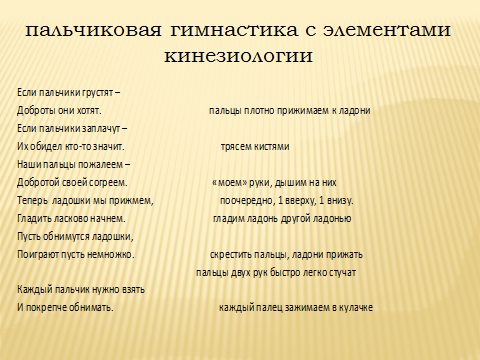 пальчиковая гимнастика с элементами
кинезиологии
Если пальчики грустят –
Доброты они хотят. пальцы плотно прижимаем к ладони
Если пальчики заплачут –
Их обидел кто-то значит. трясем кистями
Наши пальцы пожалеем –
Добротой своей согреем. «моем» руки, дышим на них
Теперь ладошки мы прижмем, поочередно, 1 вверху, 1 внизу.
Гладить ласково начнем. гладим ладонь другой ладонью
Пусть обнимутся ладошки,
Поиграют пусть немножко. скрестить пальцы, ладони прижать
пальцы двух рук быстро легко стучат
Каждый пальчик нужно взять
И покрепче обнимать. каждый палец зажимаем в кулачке